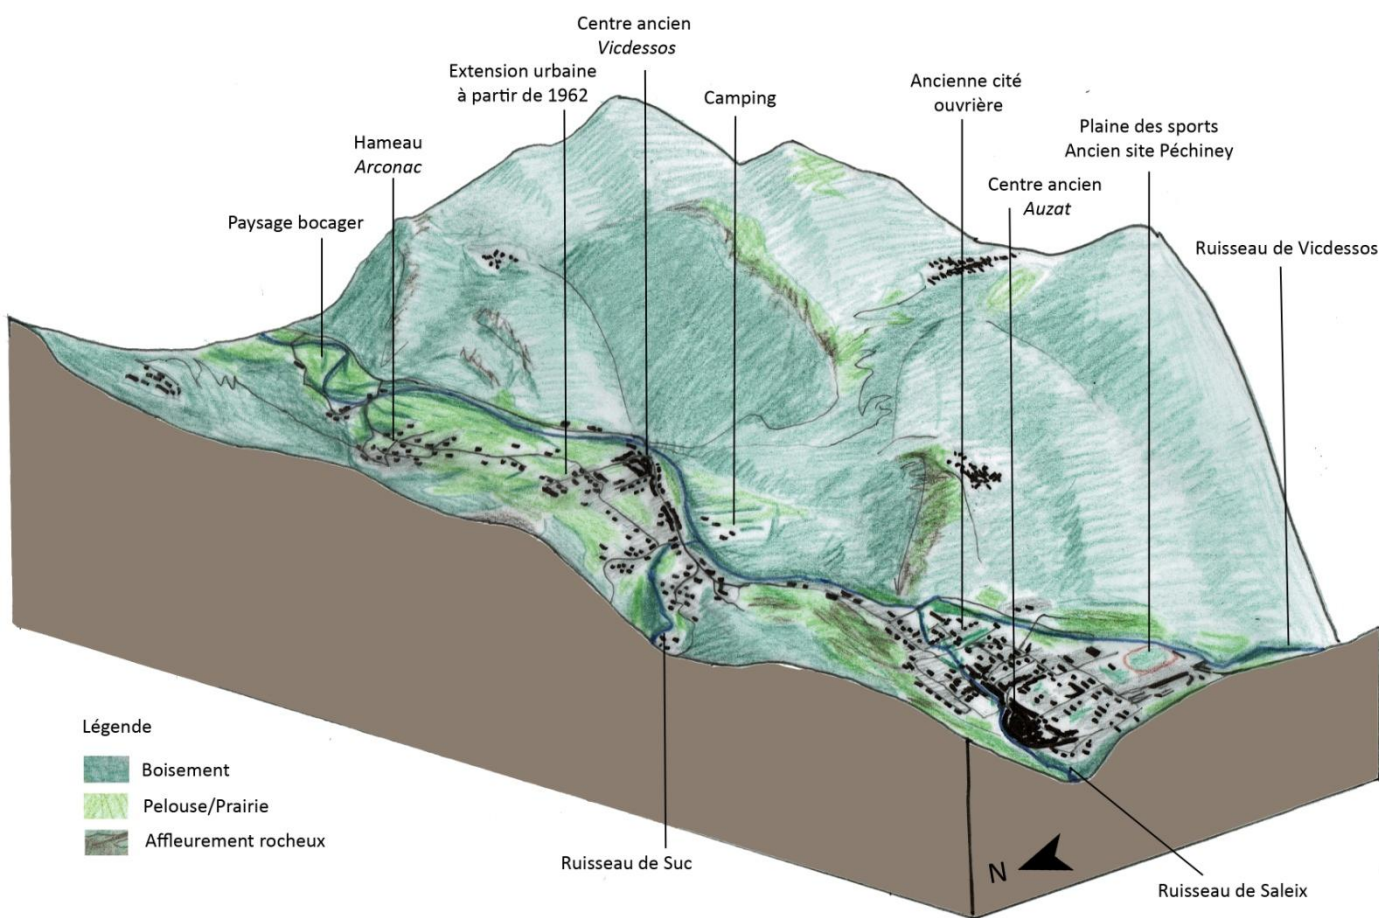 Centre ancien
Vicdessos
Extension urbaine
à partir de 1962
Camping
Ancienne cité
ouvrière
Plaine des sports
Ancien site Péchiney
Hameau
Arconac
Centre ancien
Auzat
Paysage bocager
Ruisseau de Vicdessos
Légende
Boisement
Pelouse/Prairie
Affleurement rocheux
Ruisseau de Suc
N
Ruisseau de Saleix